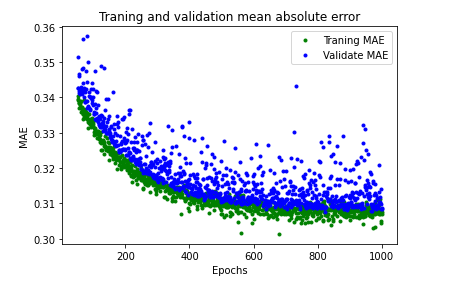 Traning and validation mean absolute error
0.36
0.35
0.34
0.33
0.32
0.31
0.30
MAE
Traning MAE
Validate MAE
200
400
600
800
1000
Epochs